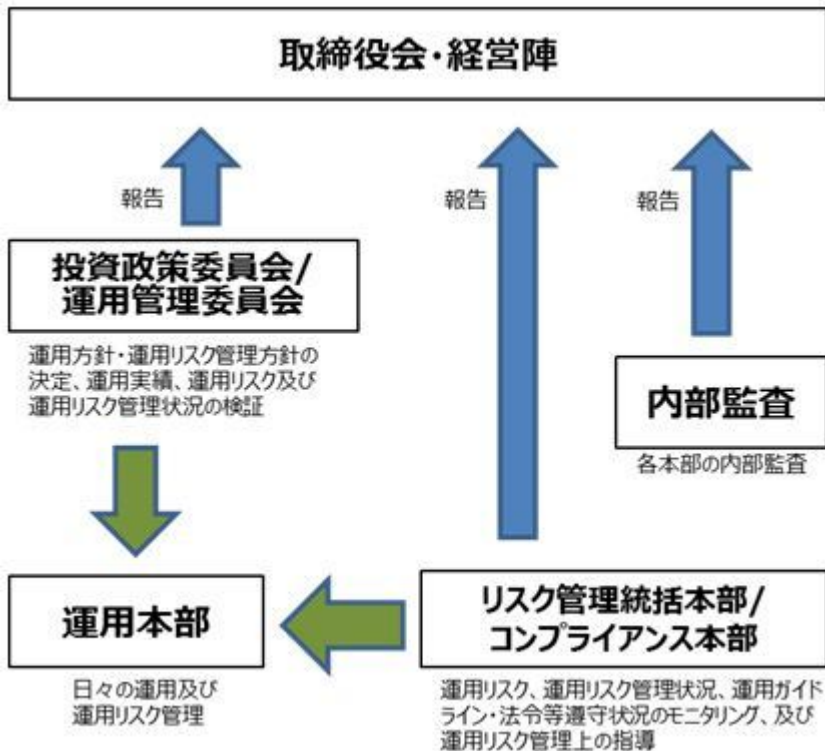 取締役会・経営陣
報告
報告
報告
投資政策委員会/
運用管理委員会
運用方針・運用リスク管理方針の
決定、運用実績、運用リスク及び
運用リスク管理状況の検証
内部監査
各本部の内部監査
運用本部
日々の運用及び
運用リスク管理
リスク管理統括本部/
コンプライアンス本部
運用リスク、運用リスク管理状況、運用ガイド
ライン・法令等遵守状況のモニタリング、及び
運用リスク管理上の指導